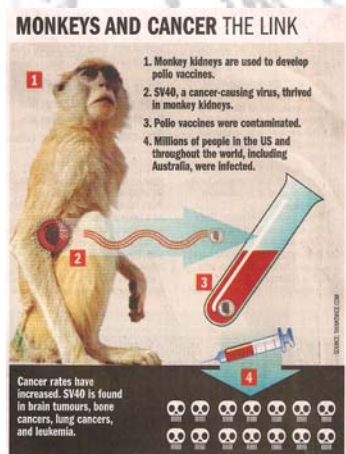 MONKEYS AND CANCER THE LINK
1
1. Monkey kidneys are used to develop
polio vaccines.
2. SV40, a cancer-causing virus, thrived
in monkey kidneys.
3. Polio vaccines were contaminated.
4. Millions of people in the US and
throughout the world, including
Australia, were infected.
2
3
4
Cancer rates have
increased. SV40 is found
in brain tumours, bone
cancers, lung cancers,
and leukemia.